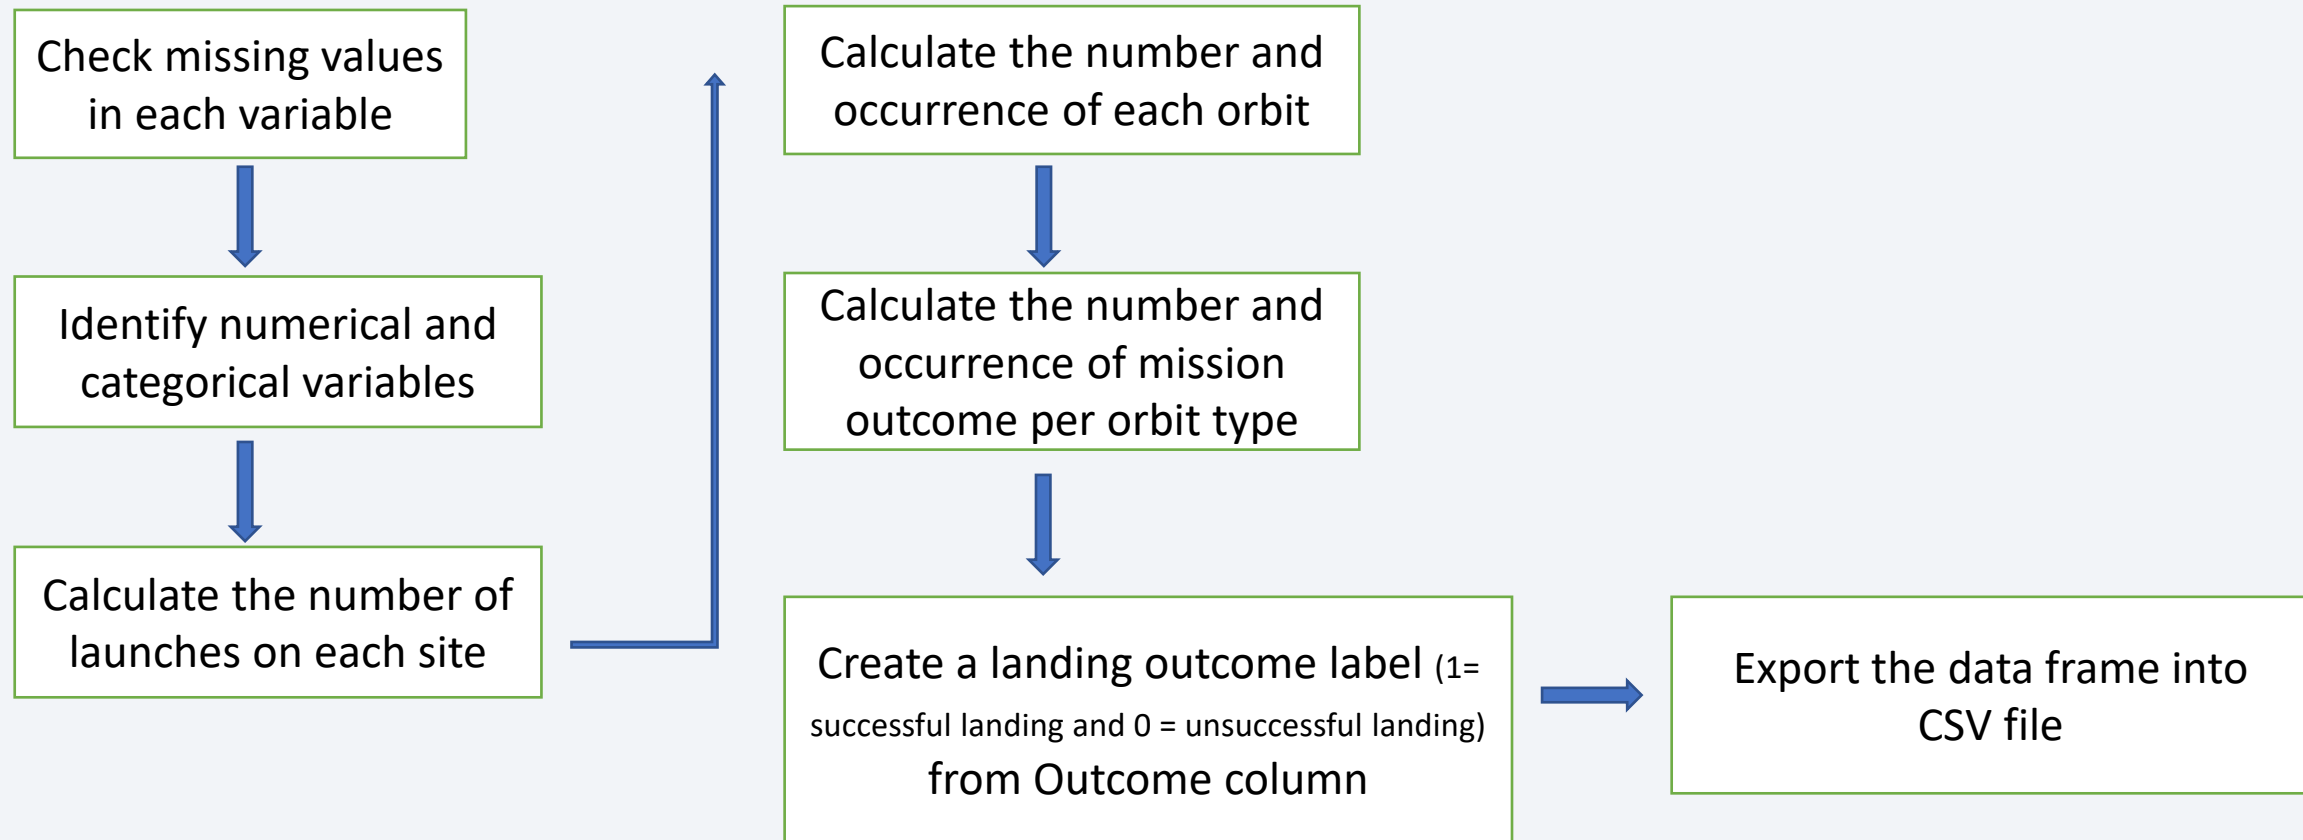 Check missing values
in each variable
Identify numerical and
categorical variables
Calculate the number of
launches on each site
Calculate the number and
occurrence of each orbit
Calculate the number and
occurrence of mission
outcome per orbit type
Create a landing outcome label (1=
successful landing and 0 = unsuccessful landing)
from Outcome column
Export the data frame into
CSV file